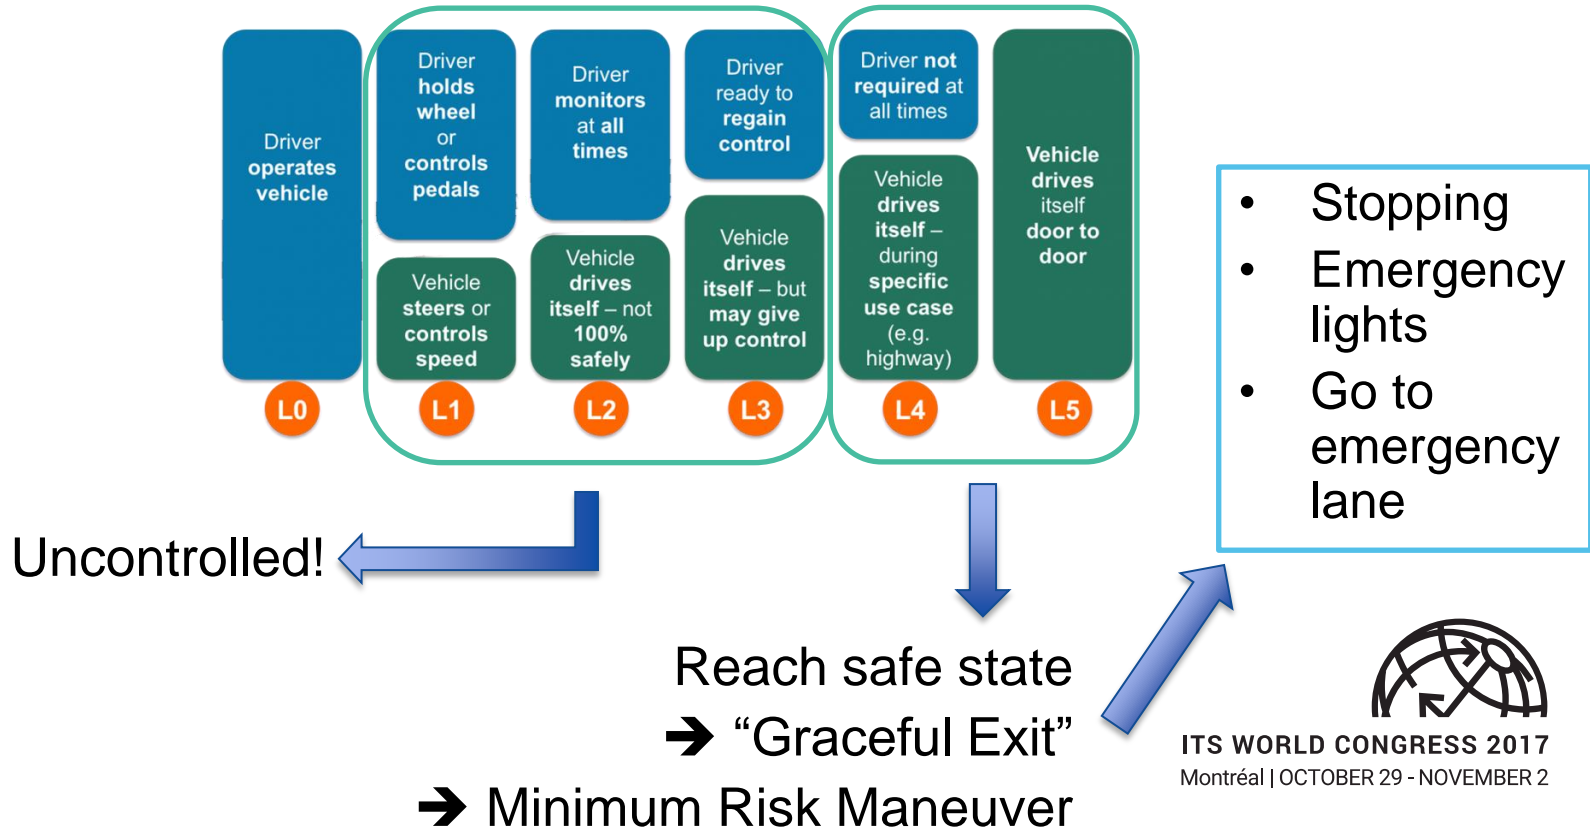 Driver
operates
vehicle
Driver
holds
wheel
or
controls
pedals
Vehicle
steers or
controls
speed
Driver
monitors
at all
times
Vehicle
drives
itself – not
100%
safely
Driver
ready to
regain
control
Vehicle
drives
itself – but
may give
up control
Driver not
required at
all times
Vehicle
drives
itself –
during
specific
use case
(e.g.
highway)
Vehicle
drives
itself
door to
door
L0
L1
L2
L3
L4
L5
• Stopping
• Emergency
lights
• Go to
emergency
lane
Uncontrolled!
Reach safe state
➔ “Graceful Exit”
➔ Minimum Risk Maneuver
ITS WORLD CONGRESS 2017
Montréal | OCTOBER 29 - NOVEMBER 2